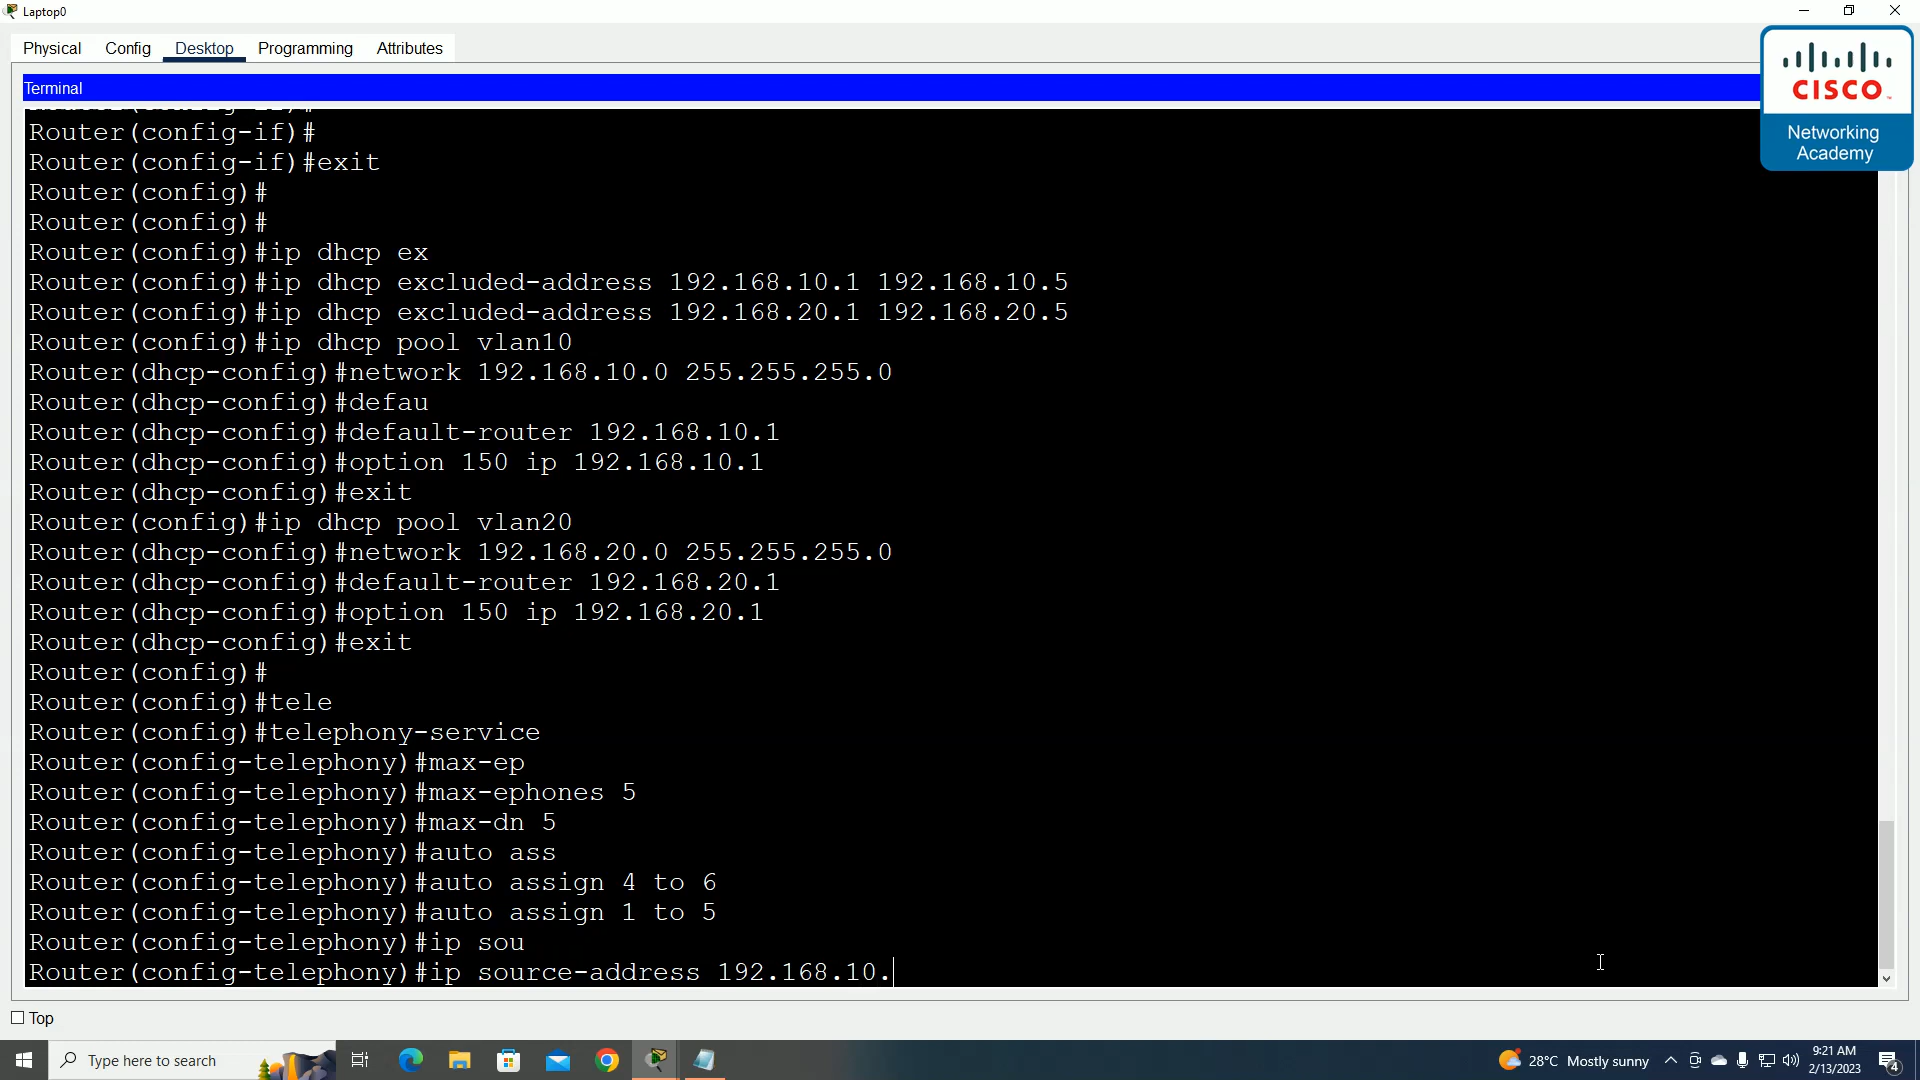 Laptop0
Physical Config Desktop Programming Attributes
CISCO
Networking
Academy
Terminal
Router(config-if)#
Router(config-if)#exit
Router(config)#
Router(config)#
Router(config)#ip dhcp ex
Router(config)#ip dhcp excluded-address 192.168.10.1 192.168.10.5
Router(config)#ip dhcp excluded-address 192.168.20.1 192.168.20.5
Router(config)#ip dhcp pool vlan10
Router(dhcp-config)#network 192.168.10.0 255.255.255.0
Router(dhcp-config)#defau
Router(dhcp-config)#default-router 192.168.10.1
Router(dhcp-config)#option 150 ip 192.168.10.1
Router(dhcp-config)#exit
Router(config)#ip dhcp pool vlan20
Router(dhcp-config)#network 192.168.20.0 255.255.255.0
Router(dhcp-config)#default-router 192.168.20.1
Router(dhcp-config)#option 150 ip 192.168.20.1
Router(dhcp-config)#exit
Router(config)#
Router(config)#tele
Router(config)#telephony-service
Router(config-telephony)#max-ep
Router(config-telephony)#max-ephones 5
Router(config-telephony)#max-dn 5
Router(config-telephony)#auto ass
Router(config-telephony)#auto assign 4 to 6
Router(config-telephony)#auto assign 1 to 5
Router(config-telephony)#ip sou
Router(config-telephony)#ip source-address 192.168.10.
Top
Type here to search
28°C Mostly sunny
9:21 AM
2/13/2023
4